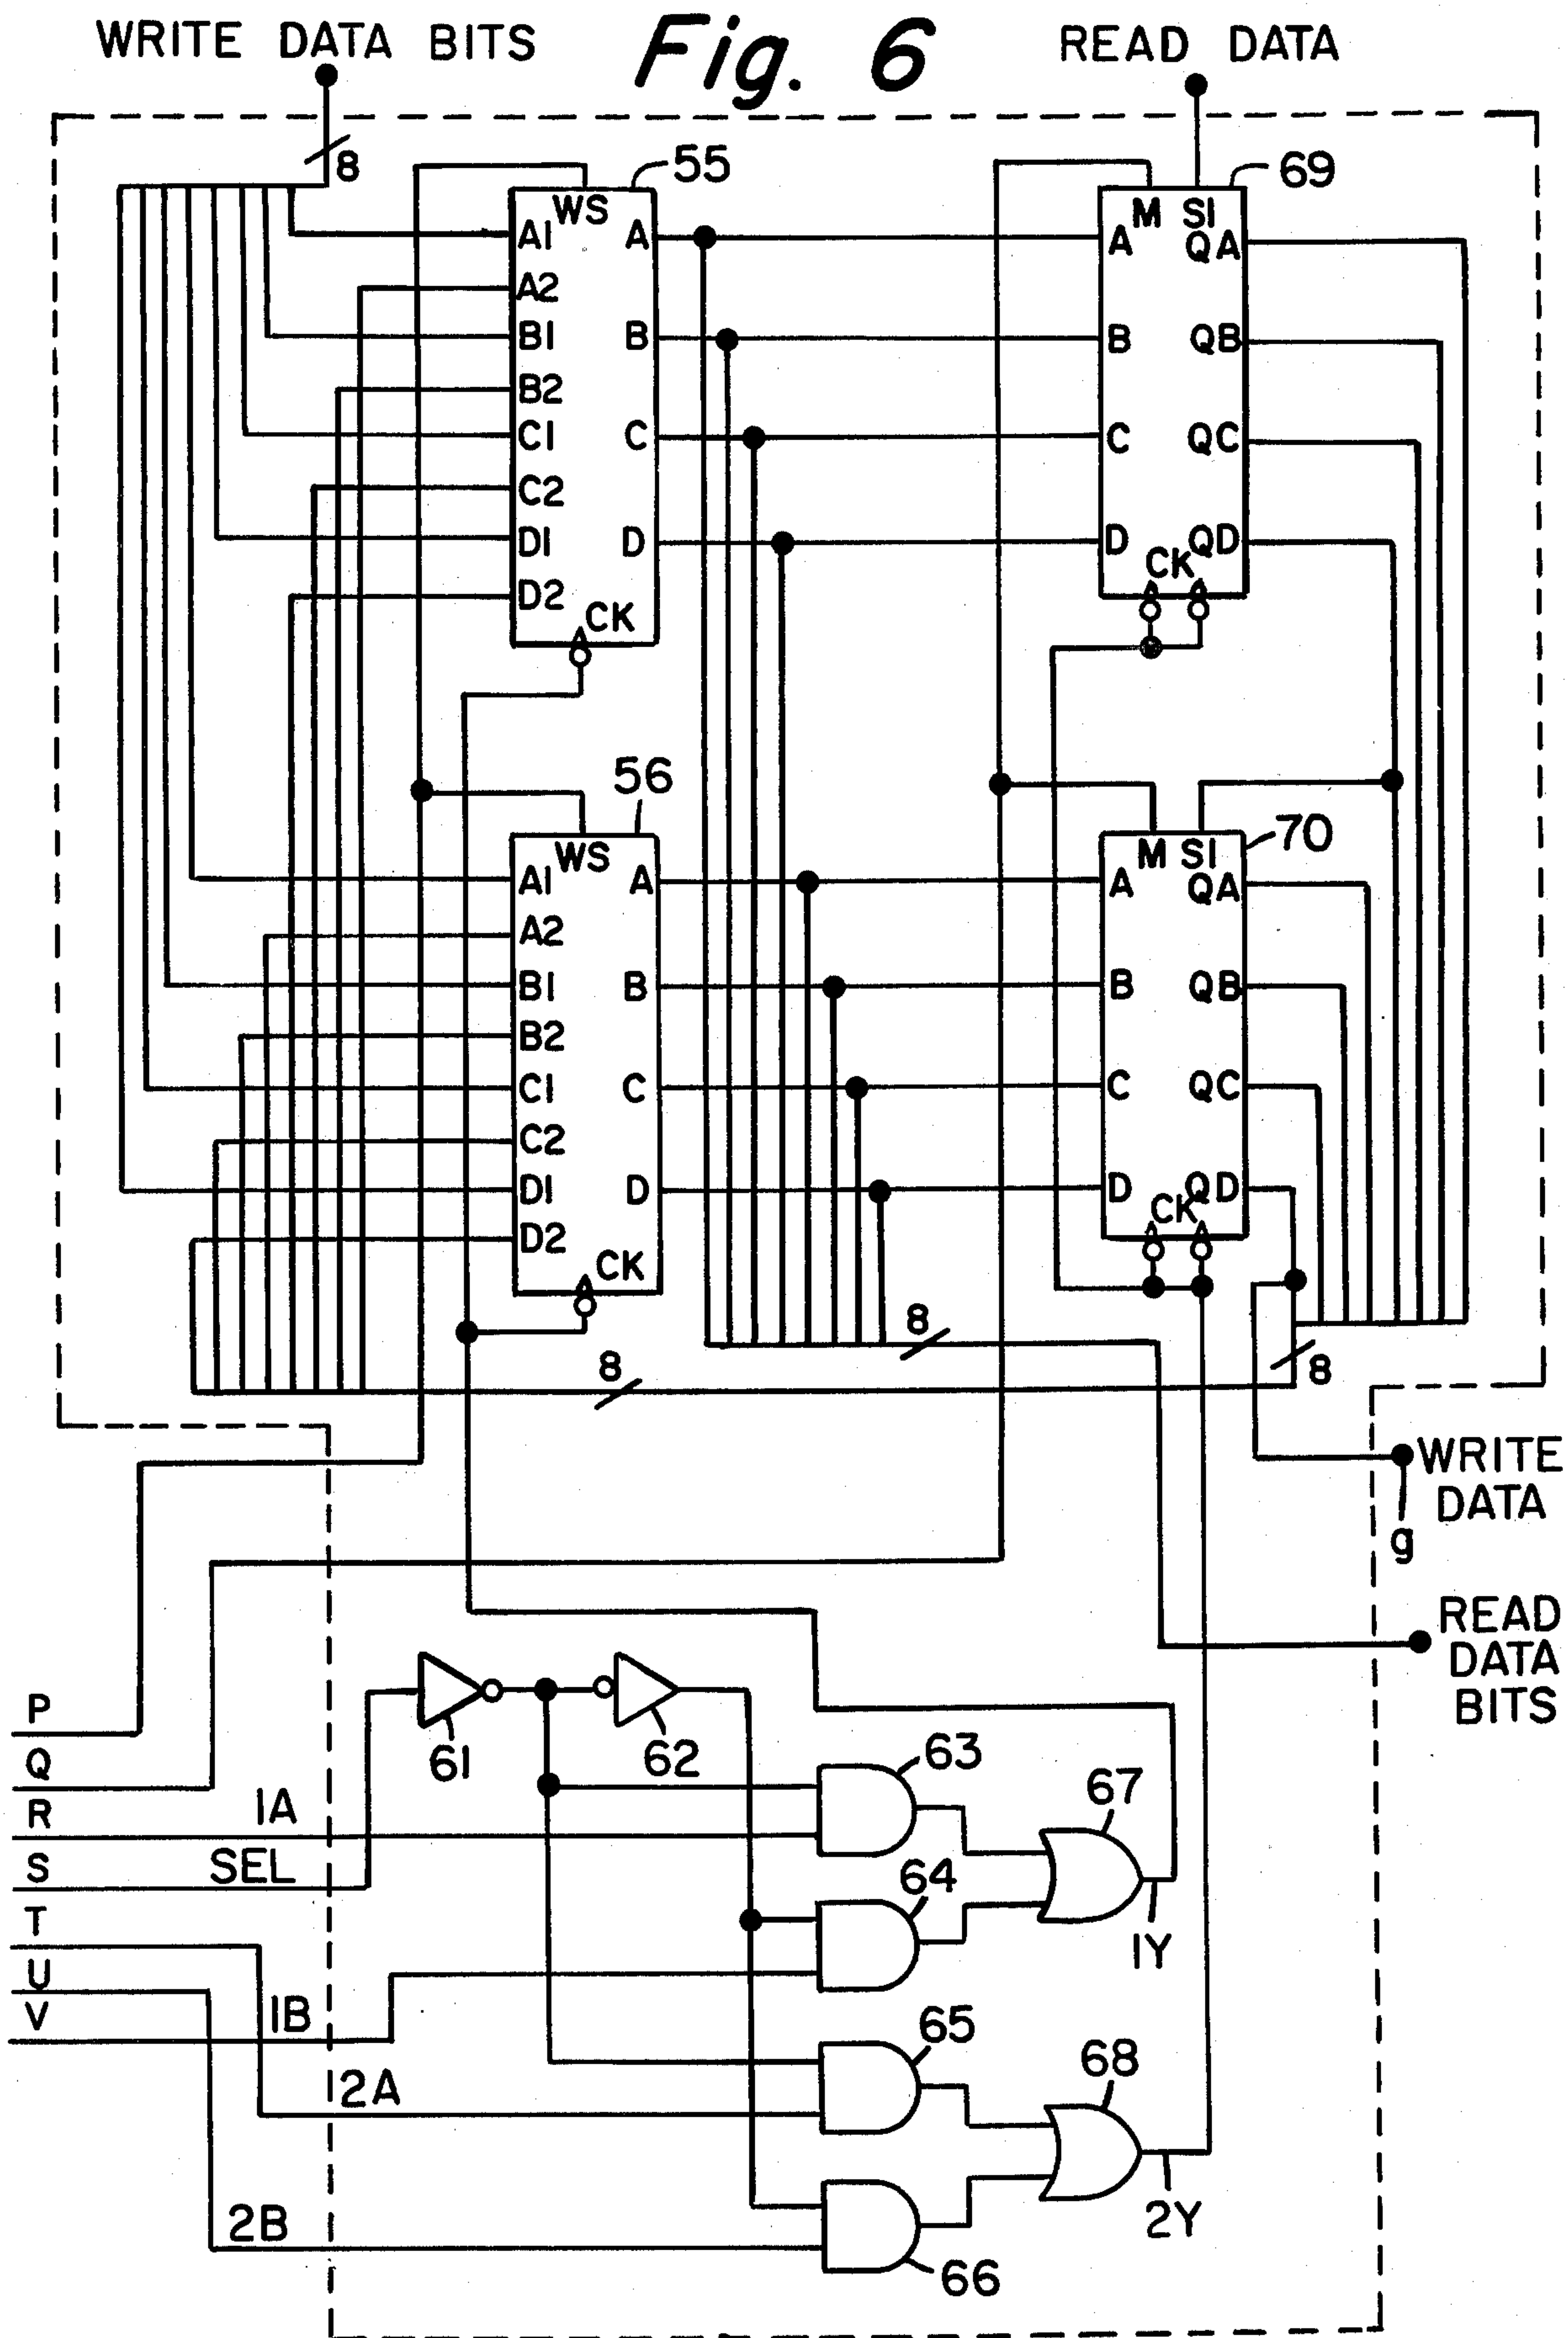 WRITE DATA BITS
Fig. 6
READ DATA
8
55
69
WS
A1
A2
B1
B2
C1
C2
D1
D2
A
B
C
D
CK
M SI
A
B
C
D
QA
QB
QC
QD
CK
56
70
WS
A1
A2
B1
B2
C1
C2
D1
D2
A
B
C
D
CK
M SI
A
B
C
D
QA
QB
QC
QD
CK
8
8
8
WRITE
DATA
g
READ
DATA
BITS
P
Q
R
S
T
U
V
1A
SEL
1B
2A
2B
61
62
63
64
65
66
67
68
1Y
2Y